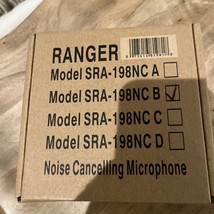 RANGER
Model SRA-198NC A
Model SRA-198NC B
Model SRA-198NC C
Model SRA-198NC D
Noise Cancelling Microphone